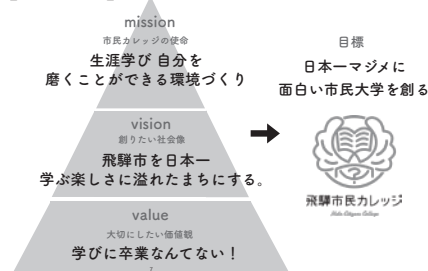 mission
市民カレッジの使命
生涯学び 自分を
磨くことができる環境づくり
vision
創りたい社会像
飛騨市を日本一
学ぶ楽しさに溢れたまちにする。
value
大切にしたい価値観
学びに卒業なんてない！
目標
日本一マジメに
面白い市民大学を創る
飛騨市民カレッジ
Hida Citizens College